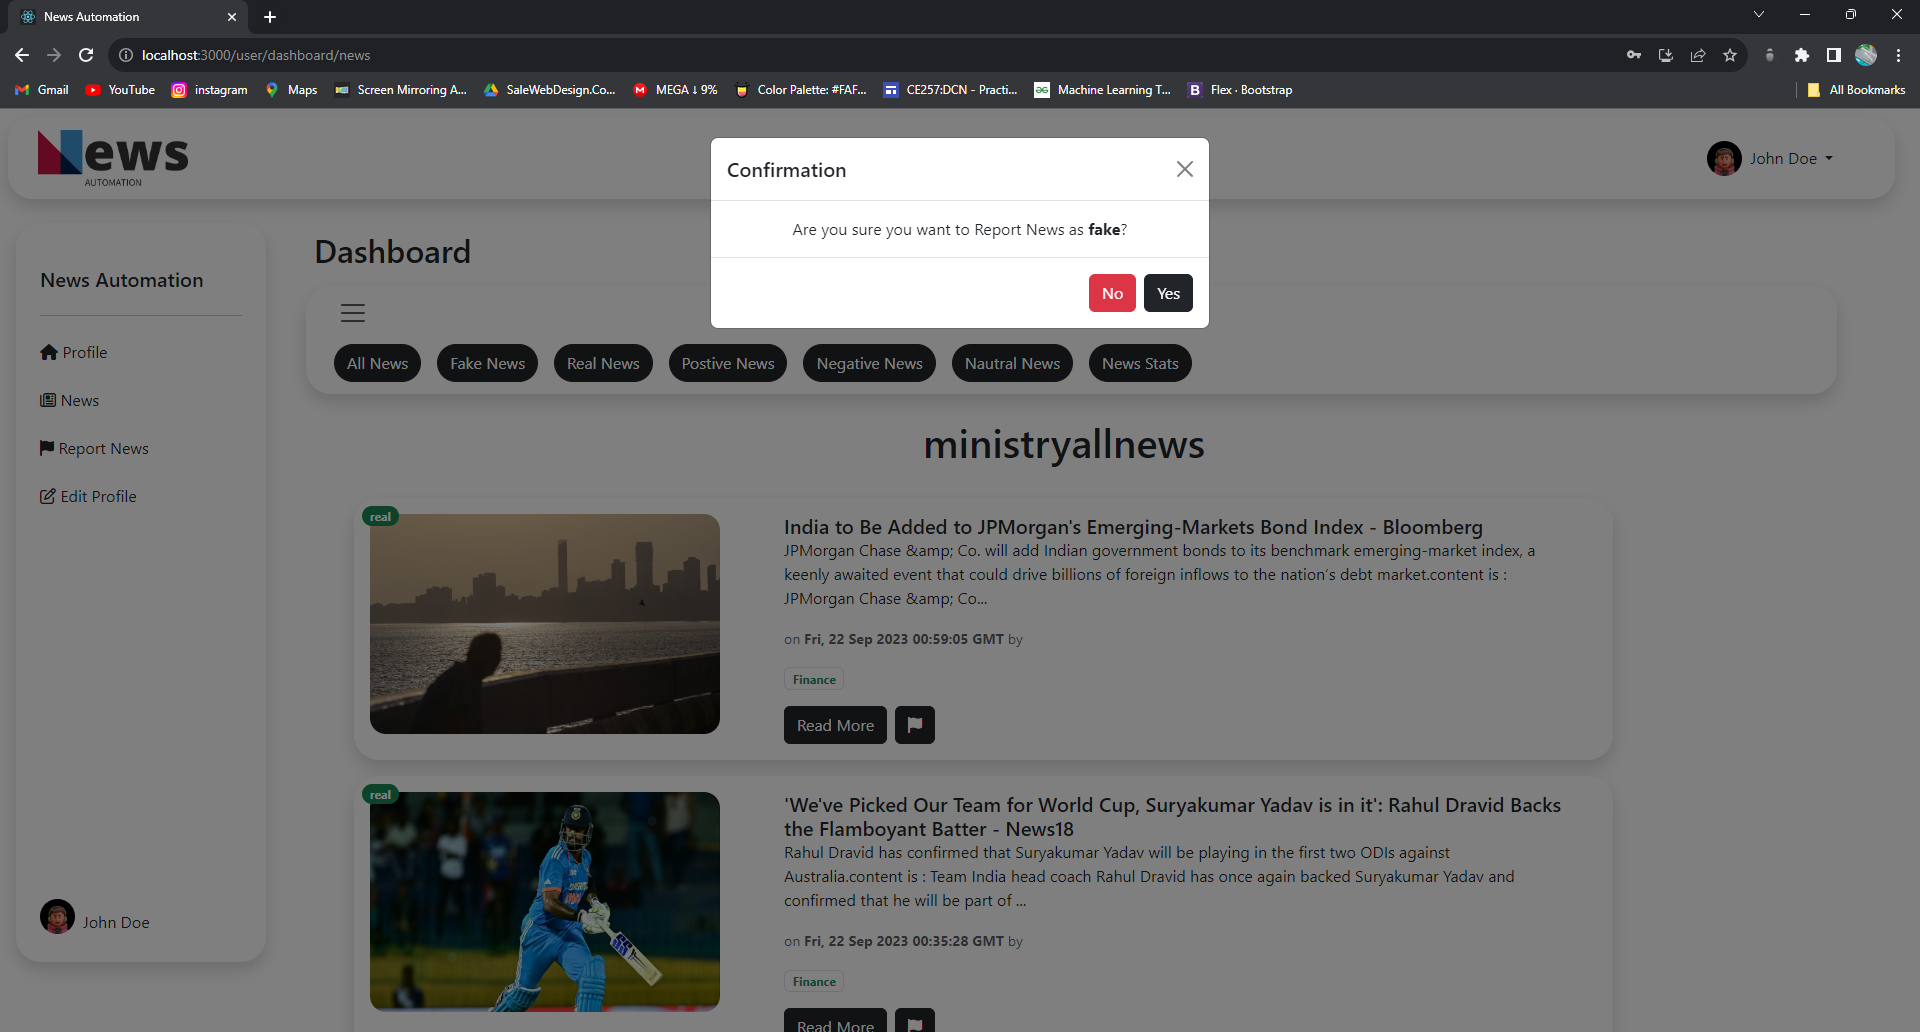 News Automation
localhost:3000/user/dashboard/news
Gmail
YouTube
instagram
Maps
Screen Mirroring A...
SaleWebDesign.Co...
MEGA ↓ 9%
Color Palette: #FAF...
CE257:DCN - Practi...
Machine Learning T...
Flex · Bootstrap
All Bookmarks
News
AUTOMATION
John Doe
Confirmation
Are you sure you want to Report News as fake?
No
Yes
News Automation
Profile
News
Report News
Edit Profile
John Doe
Dashboard
All News
Fake News
Real News
Postive News
Negative News
Nautral News
News Stats
ministryallnews
real
India to Be Added to JPMorgan's Emerging-Markets Bond Index - Bloomberg
JPMorgan Chase &amp; Co. will add Indian government bonds to its benchmark emerging-market index, a
keenly awaited event that could drive billions of foreign inflows to the nation's debt market.content is :
JPMorgan Chase &amp; Co...
on Fri, 22 Sep 2023 00:59:05 GMT by
Finance
Read More
real
'We've Picked Our Team for World Cup, Suryakumar Yadav is in it': Rahul Dravid Backs
the Flamboyant Batter - News18
Rahul Dravid has confirmed that Suryakumar Yadav will be playing in the first two ODIs against
Australia.content is : Team India head coach Rahul Dravid has once again backed Suryakumar Yadav and
confirmed that he will be part of ...
on Fri, 22 Sep 2023 00:35:28 GMT by
Finance
Read More